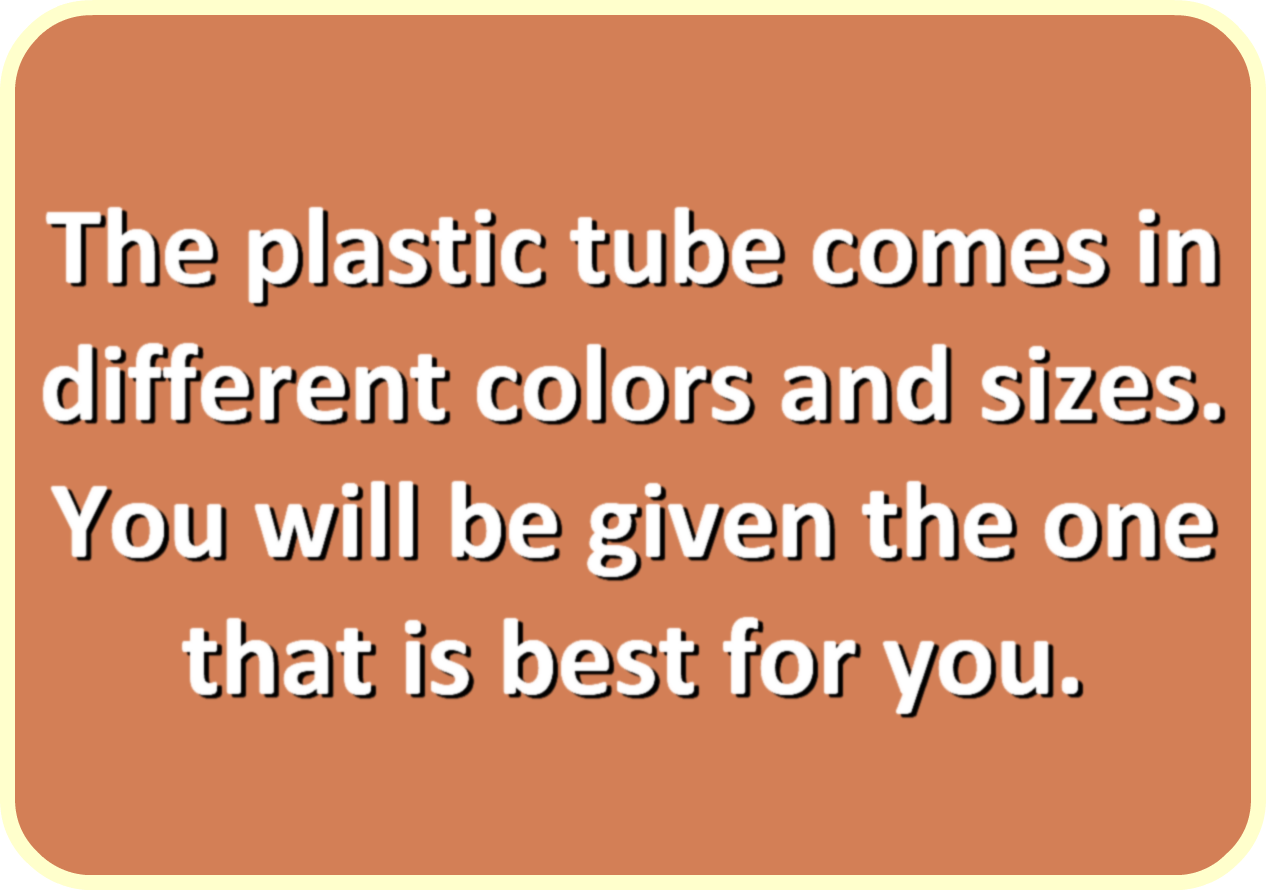 The plastic tube comes in
different colors and sizes.
You will be given the one
that is best for you.